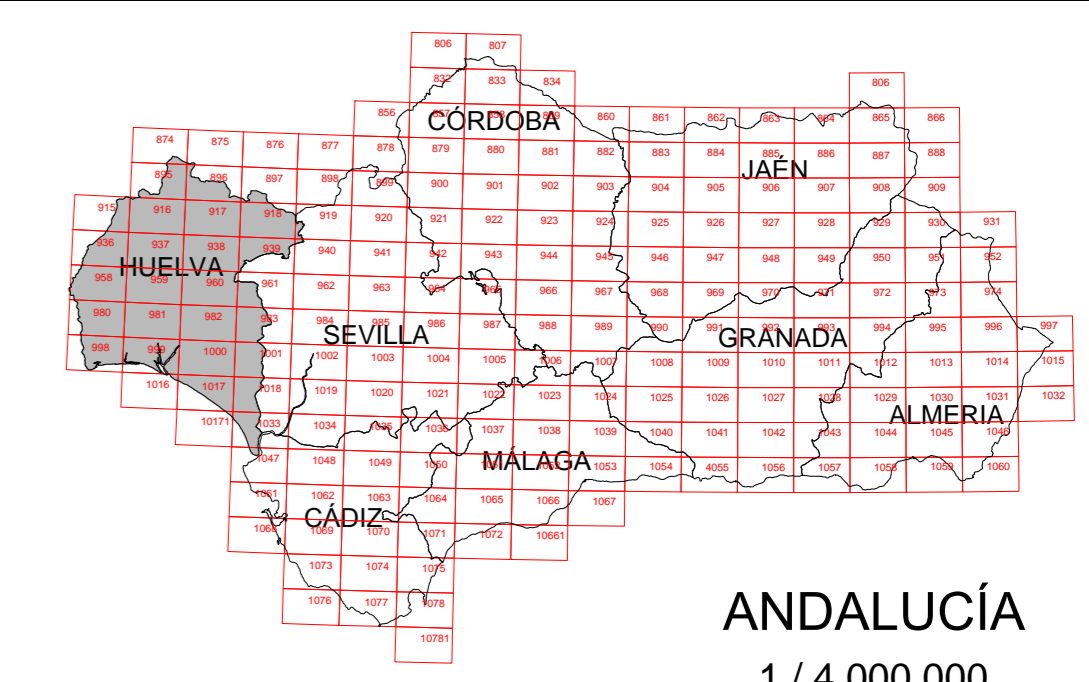 806 807
832 833 834 806
856 857 858 859 860 861 862 863 864 865 866
CÓRDOBA
874 875 876 877 878 879 880 881 882 883 884 885 886 887 888
JAÉN
895 896 897 898 899 900 901 902 903 904 905 906 907 908 909
915 916 917 918 919 920 921 922 923 924 925 926 927 928 929 930 931
936 937 938 939 940 941 942 943 944 945 946 947 948 949 950 951 952
HUELVA
958 959 960 961 962 963 964 965 966 967 968 969 970 971 972 973 974
980 981 982 983 984 985 986 987 988 989 990 991 992 993 994 995 996 997
SEVILLA
GRANADA
998 999 1000 1001 1002 1003 1004 1005 1006 1007 1008 1009 1010 1011 1012 1013 1014 1015
1016 1017 1018 1019 1020 1021 1022 1023 1024 1025 1026 1027 1028 1029 1030 1031 1032
ALMERIA
10171 1033 1034 1035 1036 1037 1038 1039 1040 1041 1042 1043 1044 1045 1046
1047 1048 1049 1050 1051 1052 1053 1054 4055 1056 1057 1058 1059 1060
MÁLAGA
1061 1062 1063 1064 1065 1066 1067
CÁDIZ
1068 1069 1070 1071 1072 10661
1073 1074 1075
1076 1077 1078
10781
ANDALUCÍA
1 / 4.000.000